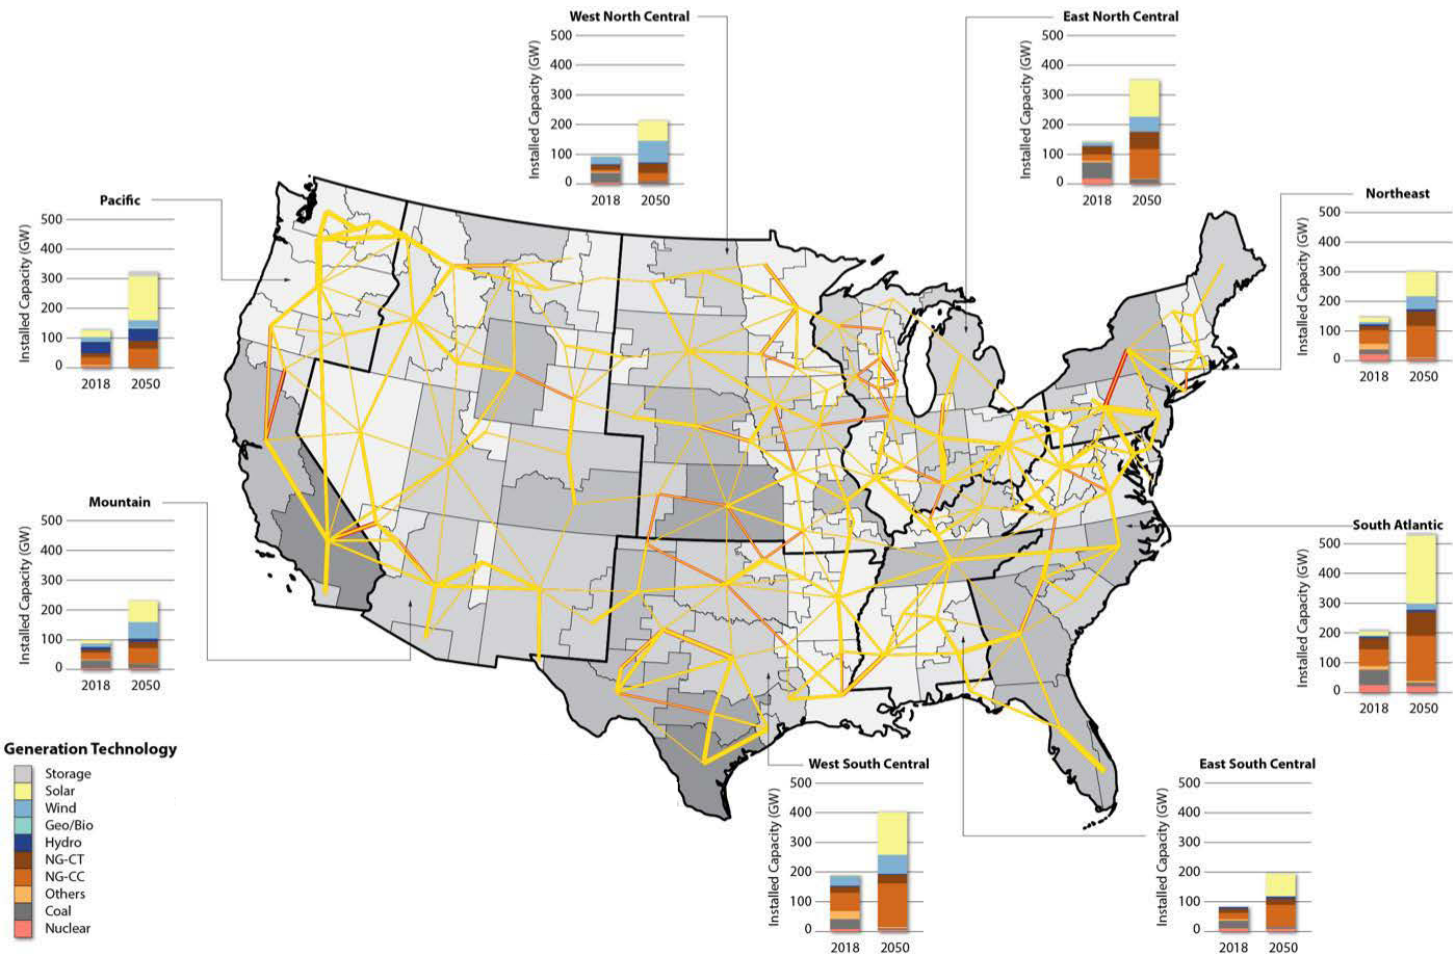 West North Central
Installed Capacity (GW)
500
400
300
200
100
0
2018 2050
East North Central
Installed Capacity (GW)
500
400
300
200
100
0
2018 2050
Pacific
Installed Capacity (GW)
500
400
300
200
100
0
2018 2050
Northeast
Installed Capacity (GW)
500
400
300
200
100
0
2018 2050
Mountain
Installed Capacity (GW)
500
400
300
200
100
0
2018 2050
South Atlantic
Installed Capacity (GW)
500
400
300
200
100
0
2018 2050
Generation Technology
Storage
Solar
Wind
Geo/Bio
Hydro
NG-CT
NG-CC
Others
Coal
Nuclear
West South Central
Installed Capacity (GW)
500
400
300
200
100
0
2018 2050
East South Central
Installed Capacity (GW)
500
400
300
200
100
0
2018 2050